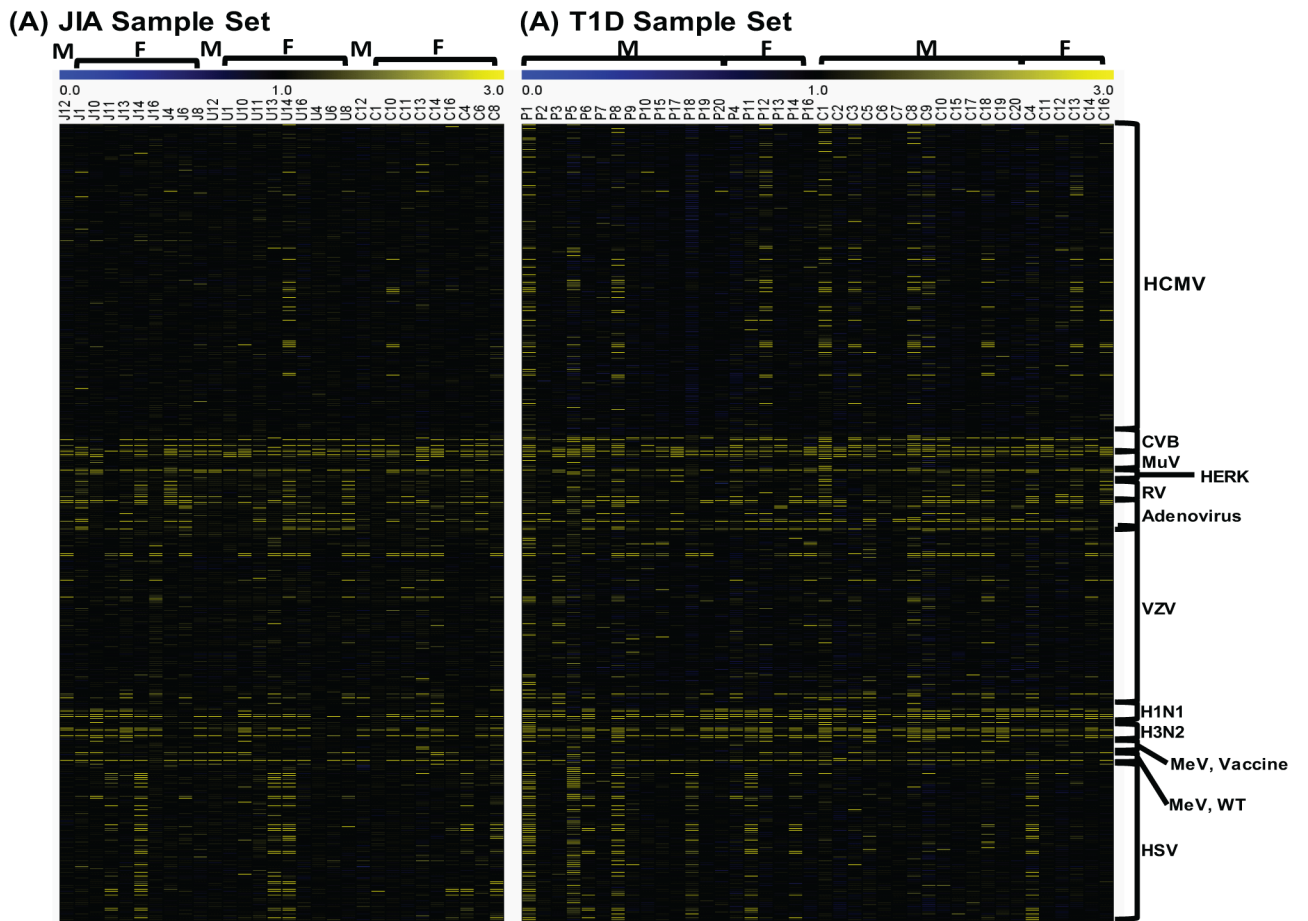 (A) JIA Sample Set
(A) T1D Sample Set
M F M F M F
M F M F
0.0 1.0 3.0
0.0 1.0 3.0
J12 J1 J10 J11 J13 J14 J16 J4 J6 J8 U12 U1 U10 U11 U13 U14 U16 U4 U6 U8 C12 C1 C10 C11 C13 C14 C16 C4 C6 C8
P1 P2 P3 P5 P6 P7 P8 P9 P10 P15 P17 P18 P19 P20 P4 P11 P12 P13 P14 P16 C1 C2 C3 C5 C6 C7 C8 C9 C10 C15 C17 C18 C19 C20 C4 C11 C12 C13 C14 C16
HCMV
CVB
MuV
HERK
RV
Adenovirus
VZV
H1N1
H3N2
MeV, Vaccine
MeV, WT
HSV